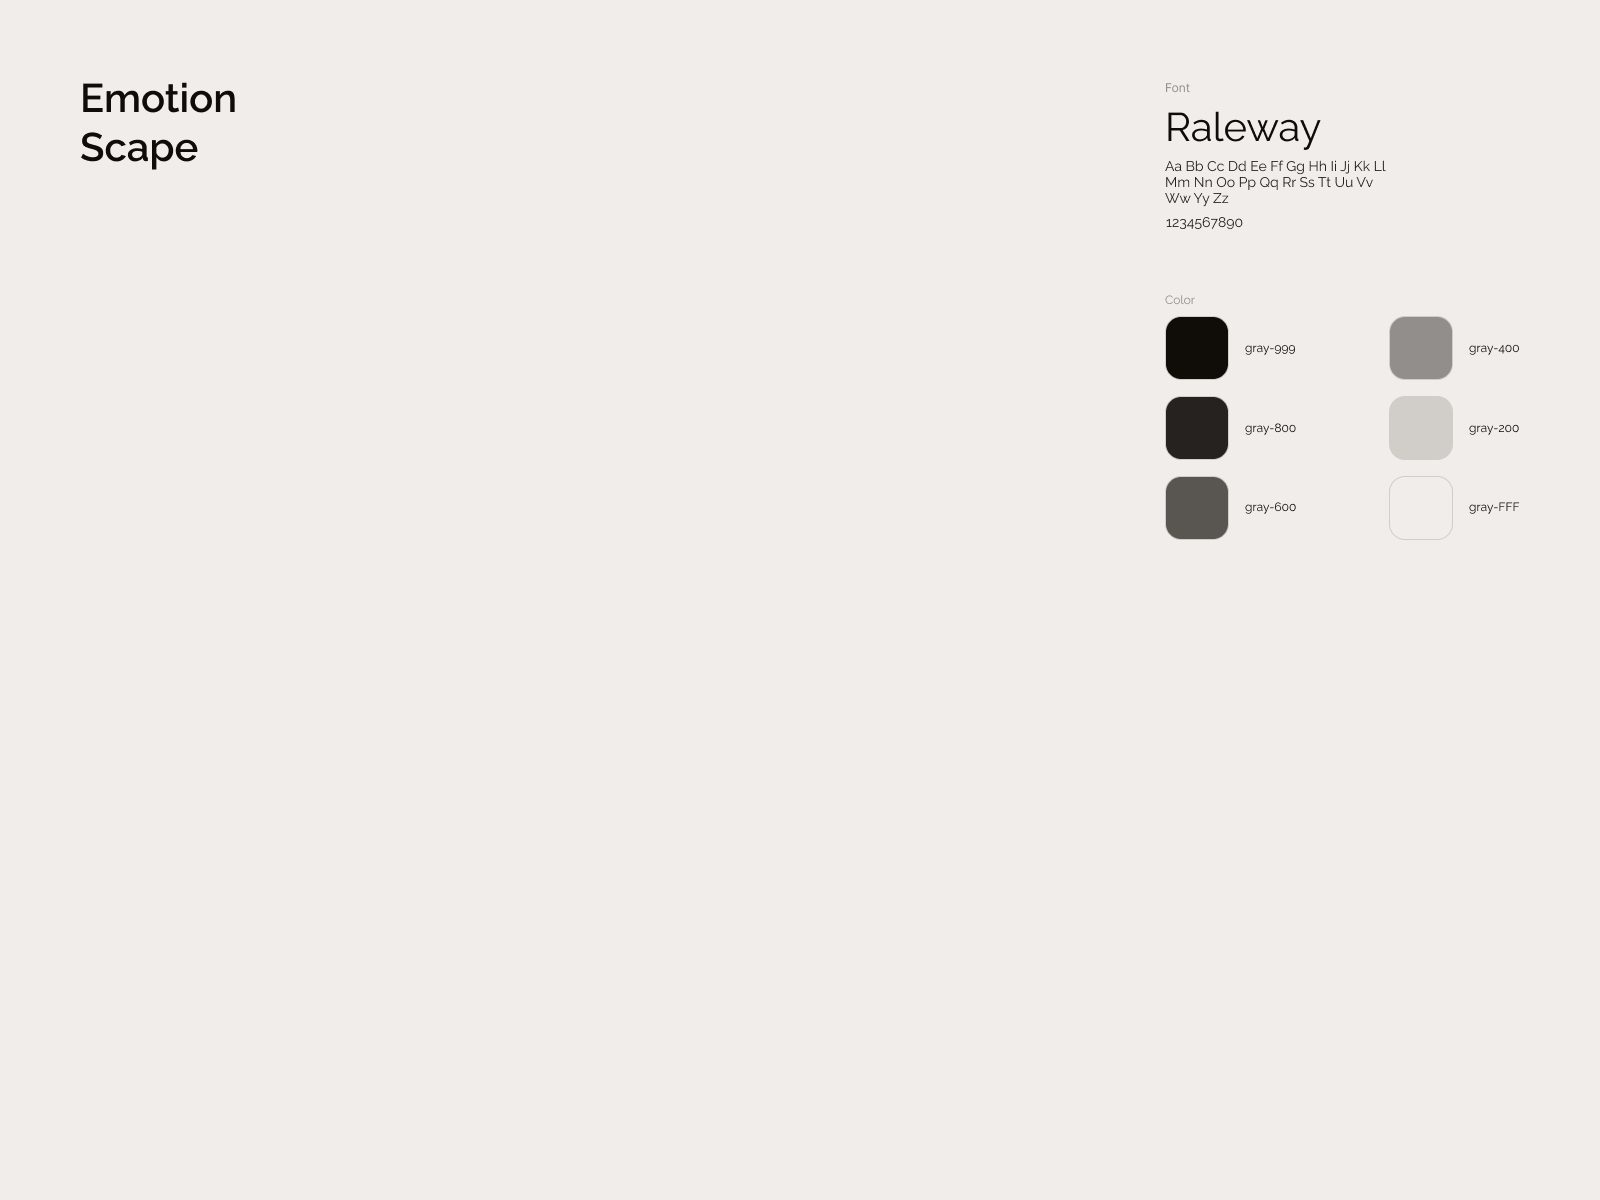 Emotion
Scape
Font
Raleway
Aa Bb Cc Dd Ee Ff Gg Hh Ii Jj Kk Ll
Mm Nn Oo Pp Qq Rr Ss Tt Uu Vv
Ww Yy Zz
1234567890
Color
gray-999
gray-400
gray-800
gray-200
gray-600
gray-FFF